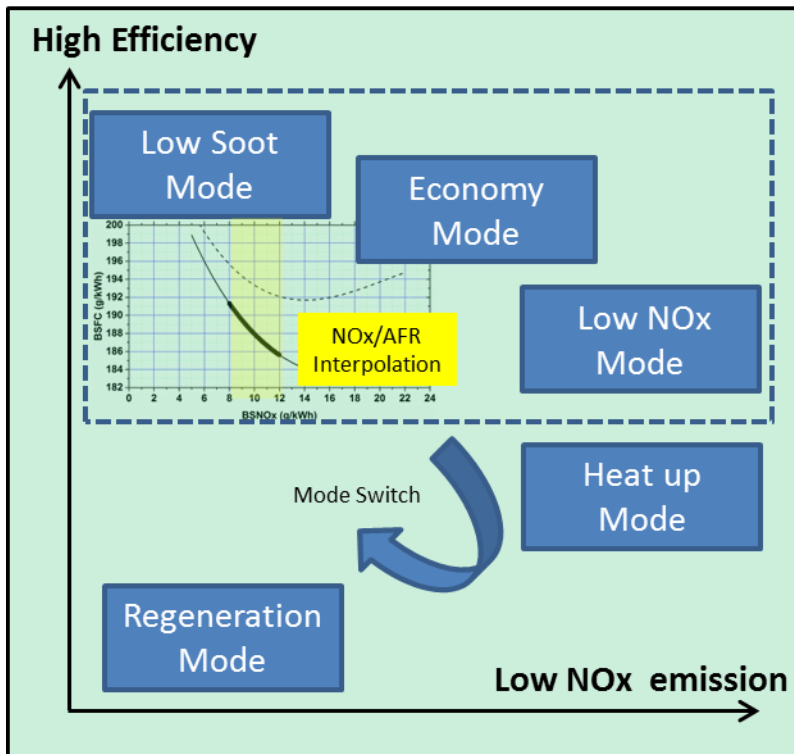 High Efficiency
Low Soot
Mode
Economy
Mode
200
198
196
194
192
190
188
186
184
182
BSFC (g/kWh)
NOx/AFR
Interpolation
Low NOx
Mode
0 2 4 6 8 10 12 14 16 18 20 22 24
BSNOx (g/kWh)
Mode Switch
Heat up
Mode
Regeneration
Mode
Low NOx emission